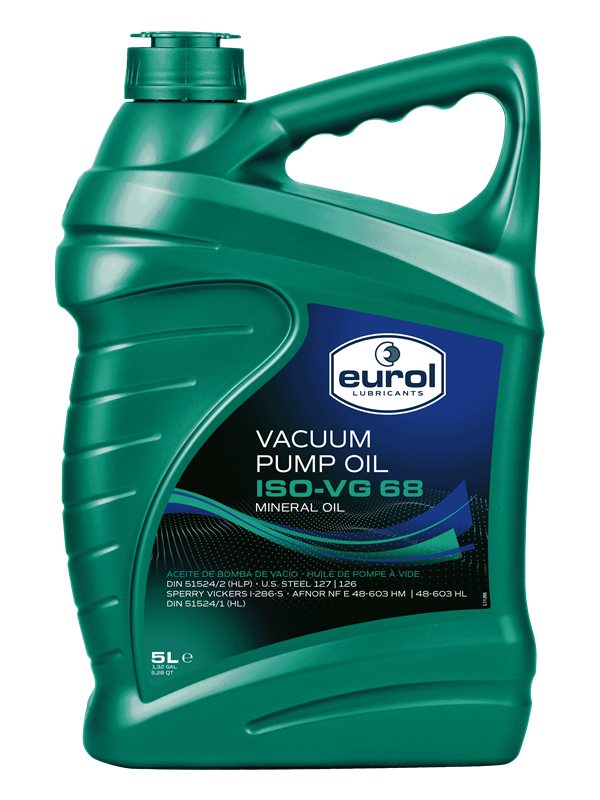 eurol
LUBRICANTS
VACUUM
PUMP OIL
ISO-VG 68
MINERAL OIL
ACEITE DE BOMBA DE VACÍO · HUILE DE POMPE À VIDE
DIN 51524/2 (HLP) · U.S. STEEL 127 | 126
SPERRY VICKERS I-286-S · AFNOR NF E 48-603 HM | 48-603 HL
DIN 51524/1 (HL)
5L e
1,32 GAL
5,28 QT